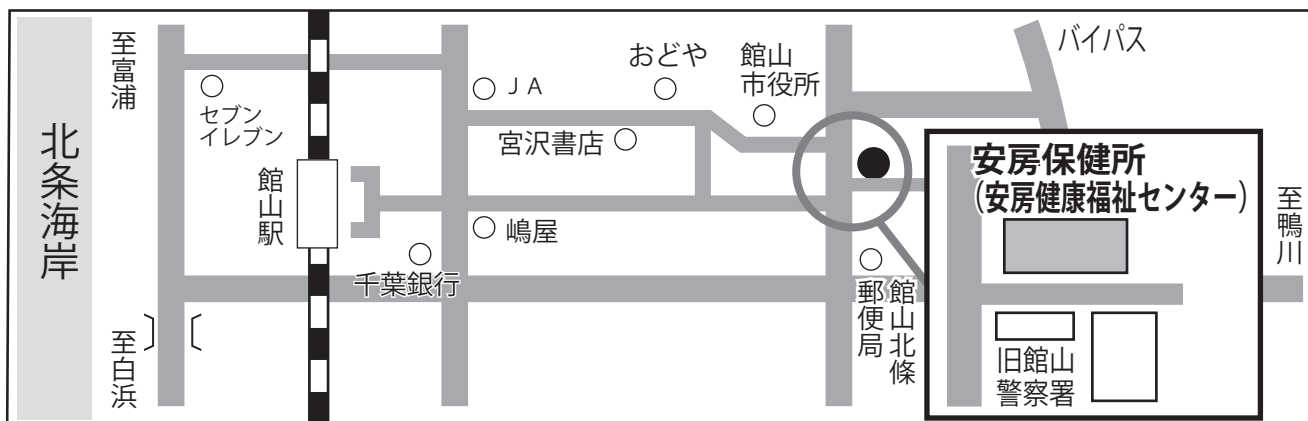 北条海岸
至富浦
セブン
イレブン
館山駅
至白浜
ＪＡ
おどや
館山
市役所
宮沢書店
嶋屋
千葉銀行
館山北條
郵便局
バイパス
安房保健所
(安房健康福祉センター)
旧館山
警察署
至鴨川